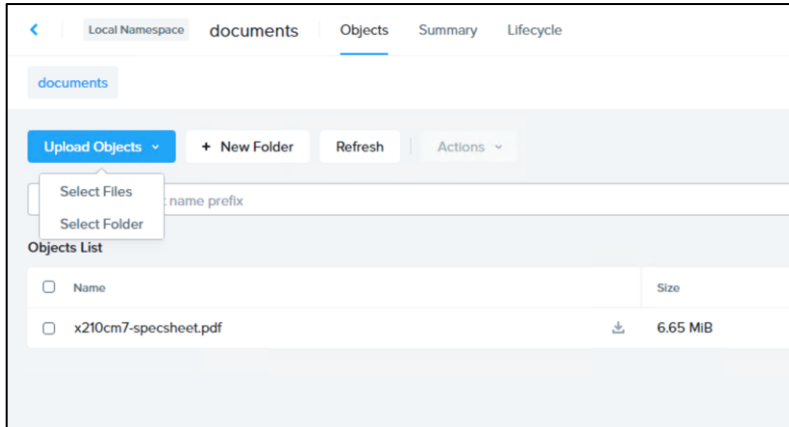 Local Namespace documents Objects Summary Lifecycle
documents
Upload Objects + New Folder Refresh Actions
Select Files
name prefix
Select Folder
Objects List
Name Size
x210cm7-specsheet.pdf 6.65 MiB